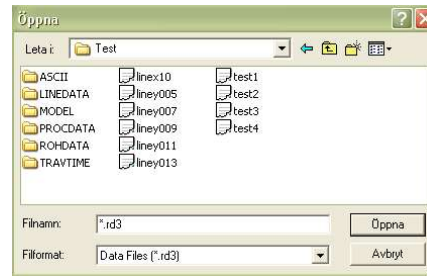 Öppna
Leta i: Test
ASCII linex10 test1
LINEDATA liney005 test2
MODEL liney007 test3
PROCDATA liney009 test4
ROHDATA liney011
TRAVTIME liney013
Filnamn: *.rd3 Öppna
Filformat: Data Files (*.rd3) Avbryt